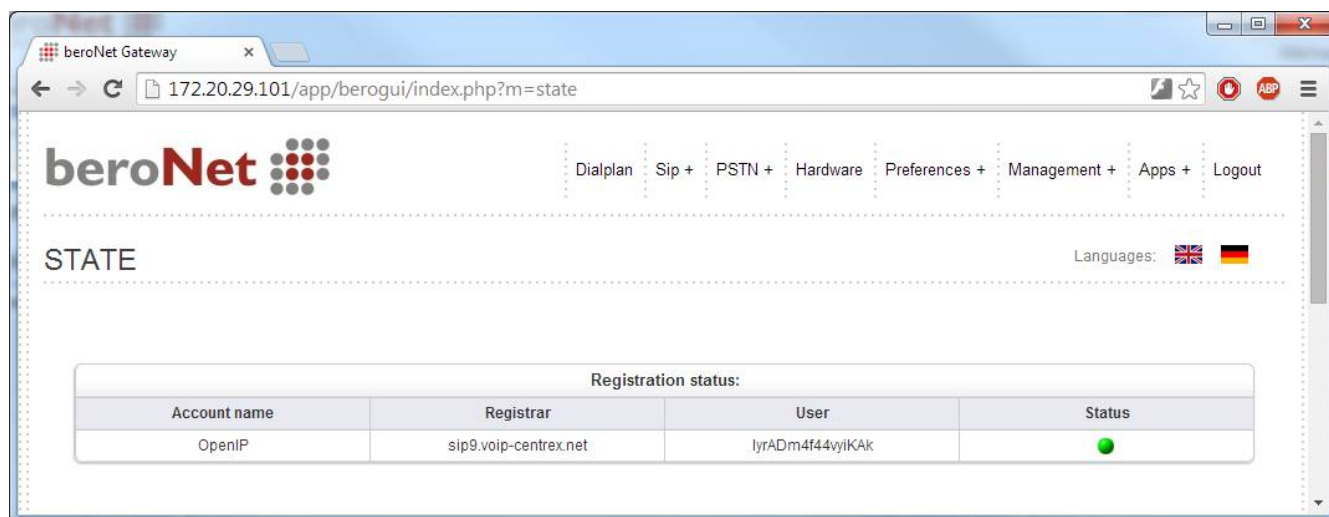 beroNet Gateway
172.20.29.101/app/berogui/index.php?m=state
ABP
beroNet
Dialplan Sip + PSTN + Hardware Preferences + Management + Apps + Logout
STATE
Languages:
Registration status:
Account name Registrar User Status
OpenIP sip9.voip-centrex.net lyrADm4f44vyiKAk